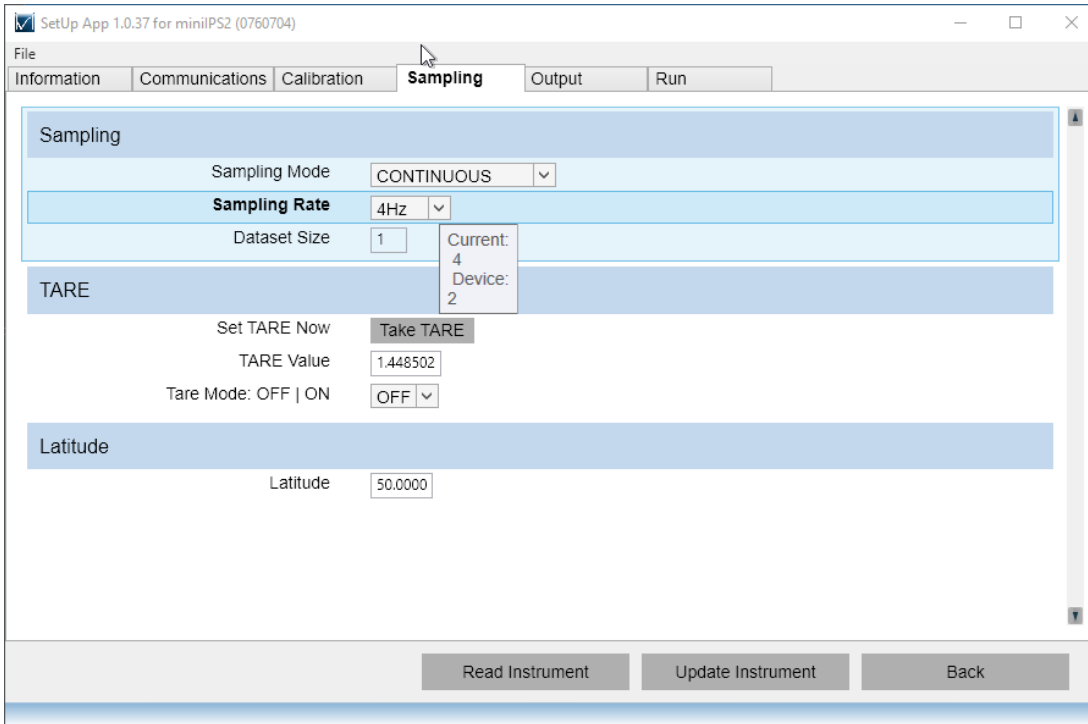 SetUp App 1.0.37 for miniIPS2 (0760704)
File
Information Communications Calibration Sampling Output Run
Sampling
Sampling Mode CONTINUOUS
Sampling Rate 4Hz
Dataset Size 1
Current:
4
Device:
2
TARE
Set TARE Now Take TARE
TARE Value 1.448502
Tare Mode: OFF | ON OFF
Latitude
Latitude 50.0000
Read Instrument Update Instrument Back